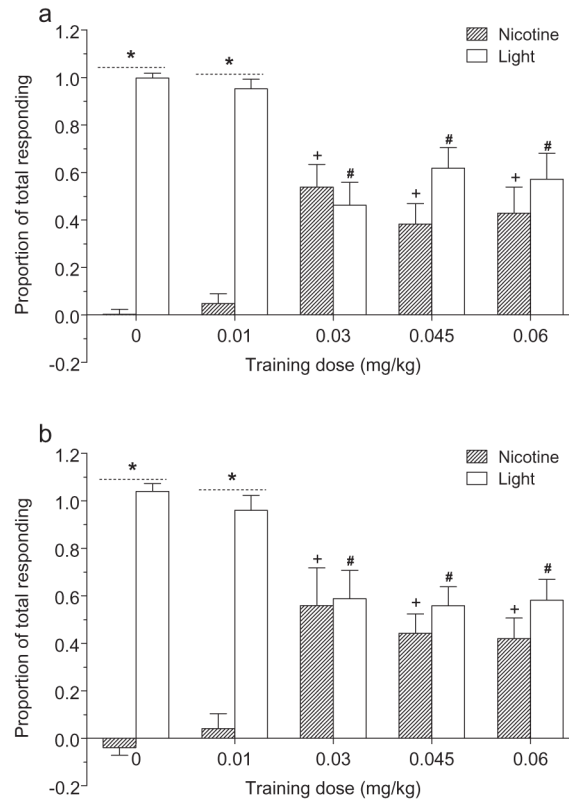 a
Nicotine
Light
Proportion of total responding
1.2
1.0
0.8
0.6
0.4
0.2
0.0
-0.2
* * + # + # + #
0 0.01 0.03 0.045 0.06
Training dose (mg/kg)
b
Nicotine
Light
Proportion of total responding
1.2
1.0
0.8
0.6
0.4
0.2
0.0
-0.2
* * + # + # + #
0 0.01 0.03 0.045 0.06
Training dose (mg/kg)